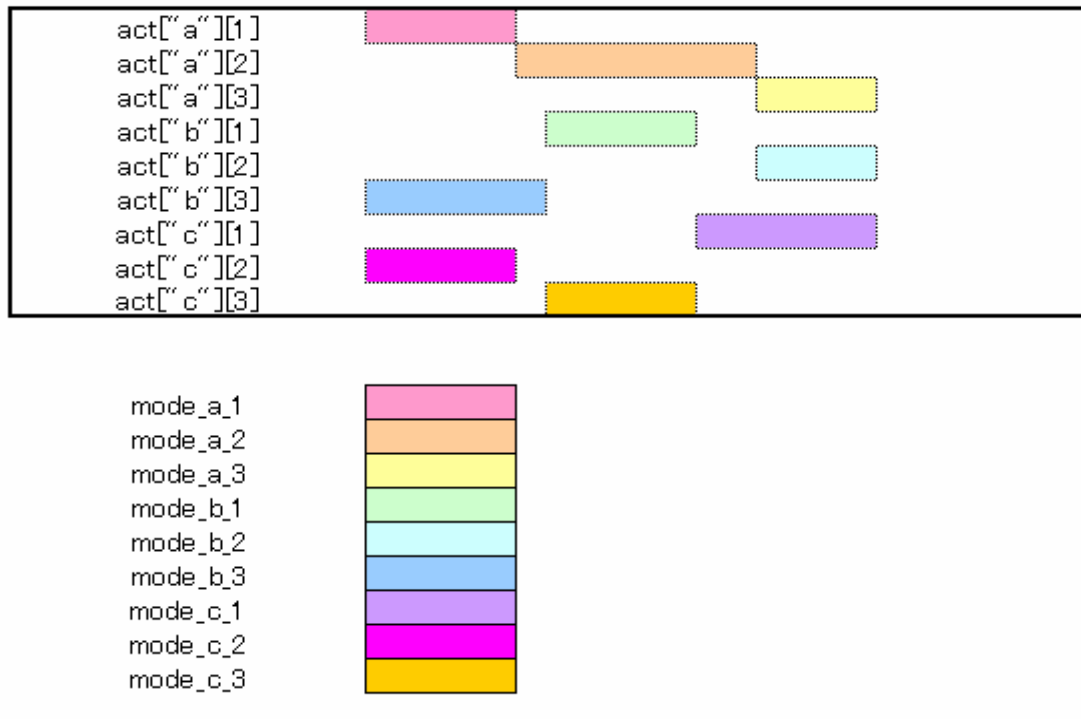 act["a"][1]
act["a"][2]
act["a"][3]
act["b"][1]
act["b"][2]
act["b"][3]
act["c"][1]
act["c"][2]
act["c"][3]
mode_a_1
mode_a_2
mode_a_3
mode_b_1
mode_b_2
mode_b_3
mode_c_1
mode_c_2
mode_c_3